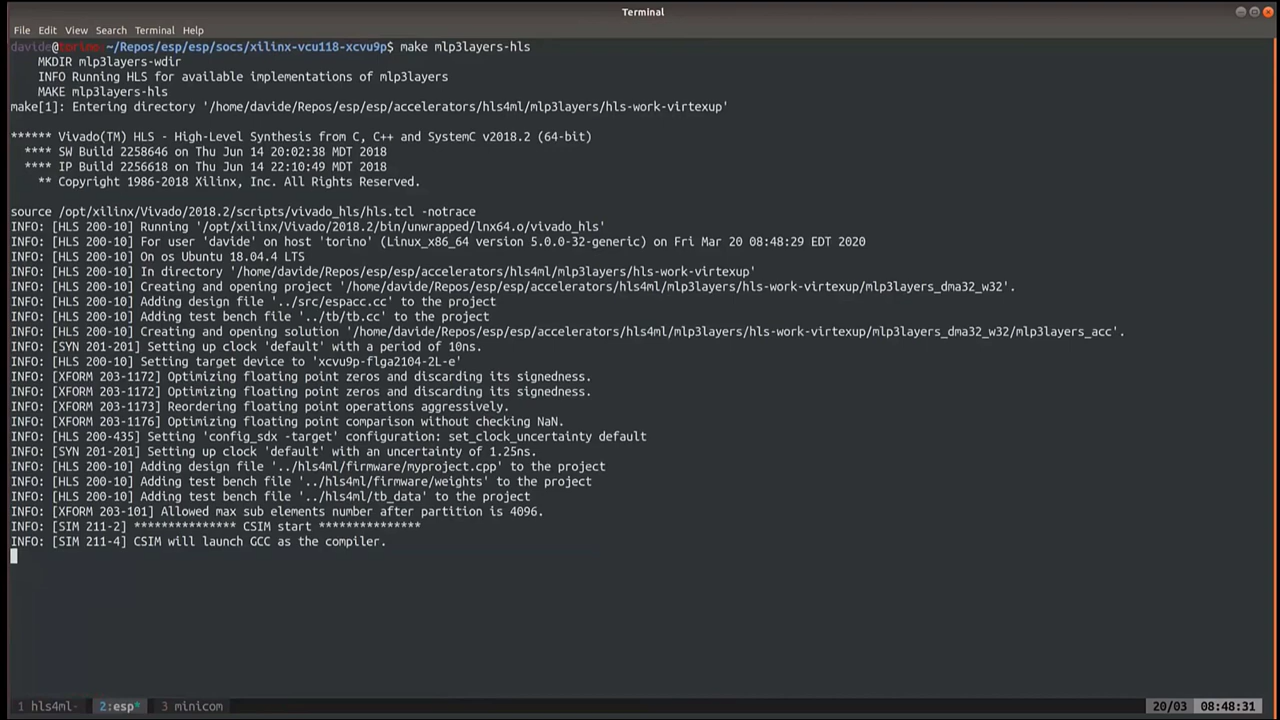 Terminal
File Edit View Search Terminal Help
davide@torino ~/Repos/esp/esp/socs/xilinx-vcu118-xcvu9p$ make mlp3layers-hls
MKDIR mlp3layers-wdir
INFO Running HLS for available implementations of mlp3layers
MAKE mlp3layers-hls
make[1]: Entering directory '/home/davide/Repos/esp/esp/accelerators/hls4ml/mlp3layers/hls-work-virtexup'
****** Vivado(TM) HLS - High-Level Synthesis from C, C++ and SystemC v2018.2 (64-bit)
**** SW Build 2258646 on Thu Jun 14 20:02:38 MDT 2018
**** IP Build 2256618 on Thu Jun 14 22:10:49 MDT 2018
** Copyright 1986-2018 Xilinx, Inc. All Rights Reserved.
source /opt/xilinx/Vivado/2018.2/scripts/vivado_hls/hls.tcl -notrace
INFO: [HLS 200-10] Running '/opt/xilinx/Vivado/2018.2/bin/unwrapped/lnx64.o/vivado_hls'
INFO: [HLS 200-10] For user 'davide' on host 'torino' (Linux_x86_64 version 5.0.0-32-generic) on Fri Mar 20 08:48:29 EDT 2020
INFO: [HLS 200-10] On os Ubuntu 18.04.4 LTS
INFO: [HLS 200-10] In directory '/home/davide/Repos/esp/esp/accelerators/hls4ml/mlp3layers/hls-work-virtexup'
INFO: [HLS 200-10] Creating and opening project '/home/davide/Repos/esp/esp/accelerators/hls4ml/mlp3layers/hls-work-virtexup/mlp3layers_dma32_w32'.
INFO: [HLS 200-10] Adding design file '../src/espacc.cc' to the project
INFO: [HLS 200-10] Adding test bench file '../tb/tb.cc' to the project
INFO: [HLS 200-10] Creating and opening solution '/home/davide/Repos/esp/esp/accelerators/hls4ml/mlp3layers/hls-work-virtexup/mlp3layers_dma32_w32/mlp3layers_acc'.
INFO: [SYN 201-201] Setting up clock 'default' with a period of 10ns.
INFO: [HLS 200-10] Setting target device to 'xcvu9p-flga2104-2L-e'
INFO: [XFORM 203-1172] Optimizing floating point zeros and discarding its signedness.
INFO: [XFORM 203-1172] Optimizing floating point zeros and discarding its signedness.
INFO: [XFORM 203-1173] Reordering floating point operations aggressively.
INFO: [XFORM 203-1176] Optimizing floating point comparison without checking NaN.
INFO: [HLS 200-435] Setting 'config_sdx -target' configuration: set_clock_uncertainty default
INFO: [SYN 201-201] Setting up clock 'default' with an uncertainty of 1.25ns.
INFO: [HLS 200-10] Adding design file '../hls4ml/firmware/myproject.cpp' to the project
INFO: [HLS 200-10] Adding test bench file '../hls4ml/firmware/weights' to the project
INFO: [HLS 200-10] Adding test bench file '../hls4ml/tb_data' to the project
INFO: [XFORM 203-101] Allowed max sub elements number after partition is 4096.
INFO: [SIM 211-2] *************** CSIM start ***************
INFO: [SIM 211-4] CSIM will launch GCC as the compiler.
1 hls4ml- 2:esp* 3 minicom 20/03 08:48:31